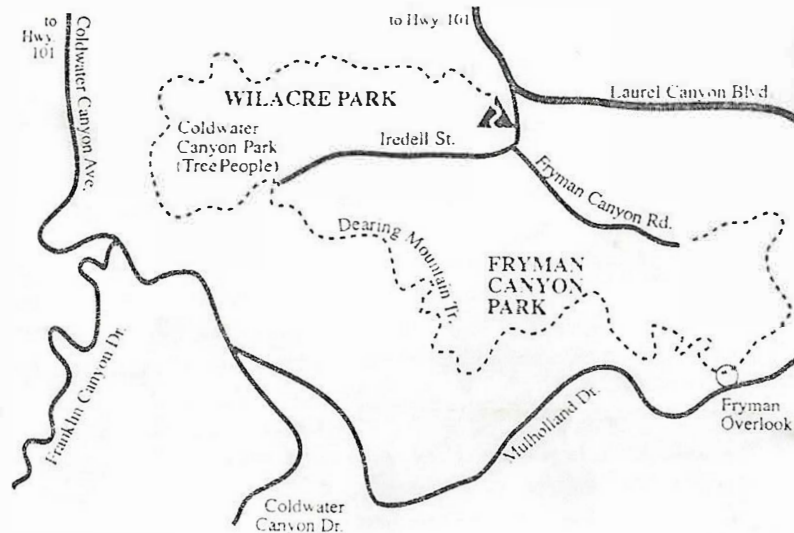 to
Hwy.
101
Coldwater Canyon Ave.
to Hwy. 101
Laurel Canyon Blvd.
WILACRE PARK
Coldwater
Canyon Park
(Tree People)
Iredell St.
Fryman Canyon Rd.
Dearing Mountain Tr.
FRYMAN
CANYON
PARK
Franklin Canyon Dr.
Mulholland Dr.
Fryman
Overlook
Coldwater
Canyon Dr.